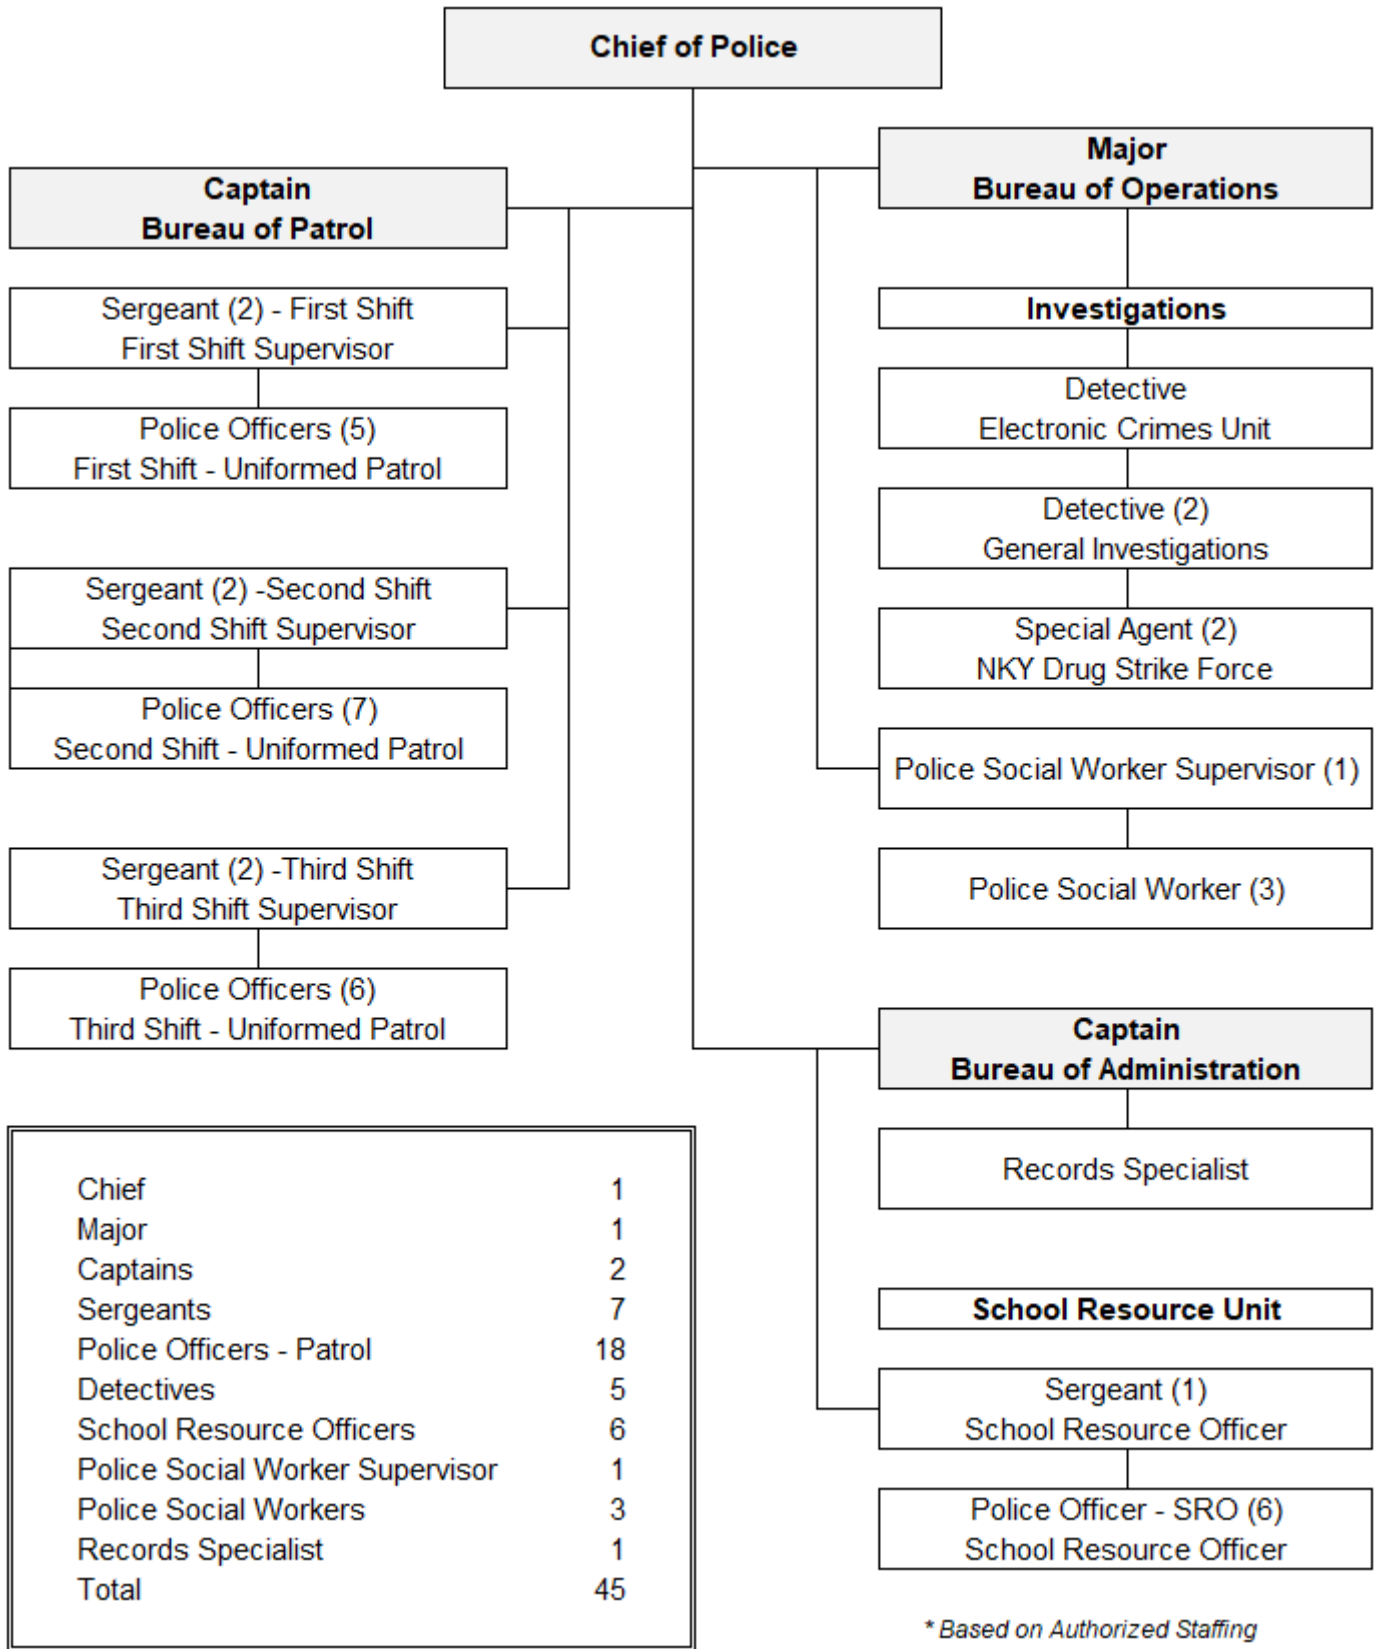 Chief of Police
Captain
Bureau of Patrol
Sergeant (2) - First Shift
First Shift Supervisor
Police Officers (5)
First Shift - Uniformed Patrol
Sergeant (2) -Second Shift
Second Shift Supervisor
Police Officers (7)
Second Shift - Uniformed Patrol
Sergeant (2) -Third Shift
Third Shift Supervisor
Police Officers (6)
Third Shift - Uniformed Patrol
Major
Bureau of Operations
Investigations
Detective
Electronic Crimes Unit
Detective (2)
General Investigations
Special Agent (2)
NKY Drug Strike Force
Police Social Worker Supervisor (1)
Police Social Worker (3)
Captain
Bureau of Administration
Records Specialist
School Resource Unit
Sergeant (1)
School Resource Officer
Police Officer - SRO (6)
School Resource Officer
Chief 1
Major 1
Captains 2
Sergeants 7
Police Officers - Patrol 18
Detectives 5
School Resource Officers 6
Police Social Worker Supervisor 1
Police Social Workers 3
Records Specialist 1
Total 45
* Based on Authorized Staffing